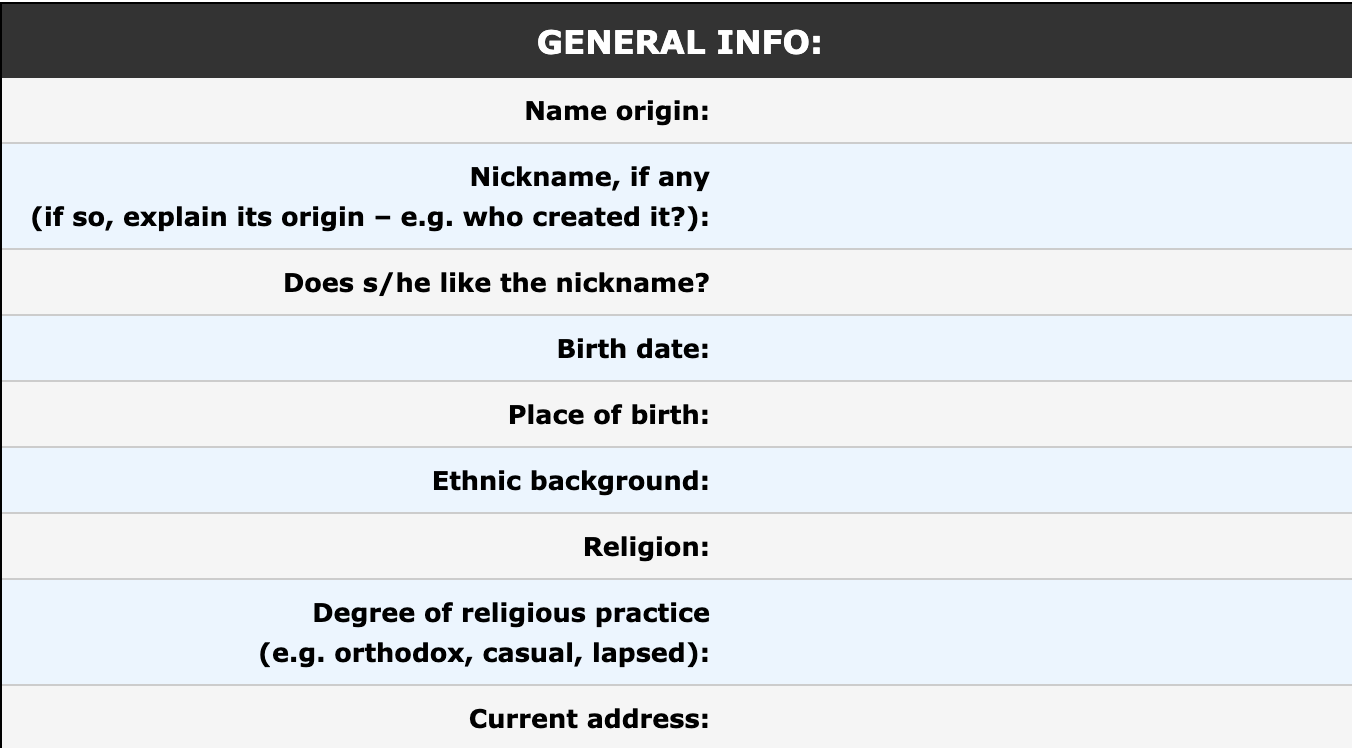 GENERAL INFO:
Name origin:
Nickname, if any
(if so, explain its origin – e.g. who created it?):
Does s/he like the nickname?
Birth date:
Place of birth:
Ethnic background:
Religion:
Degree of religious practice
(e.g. orthodox, casual, lapsed):
Current address: